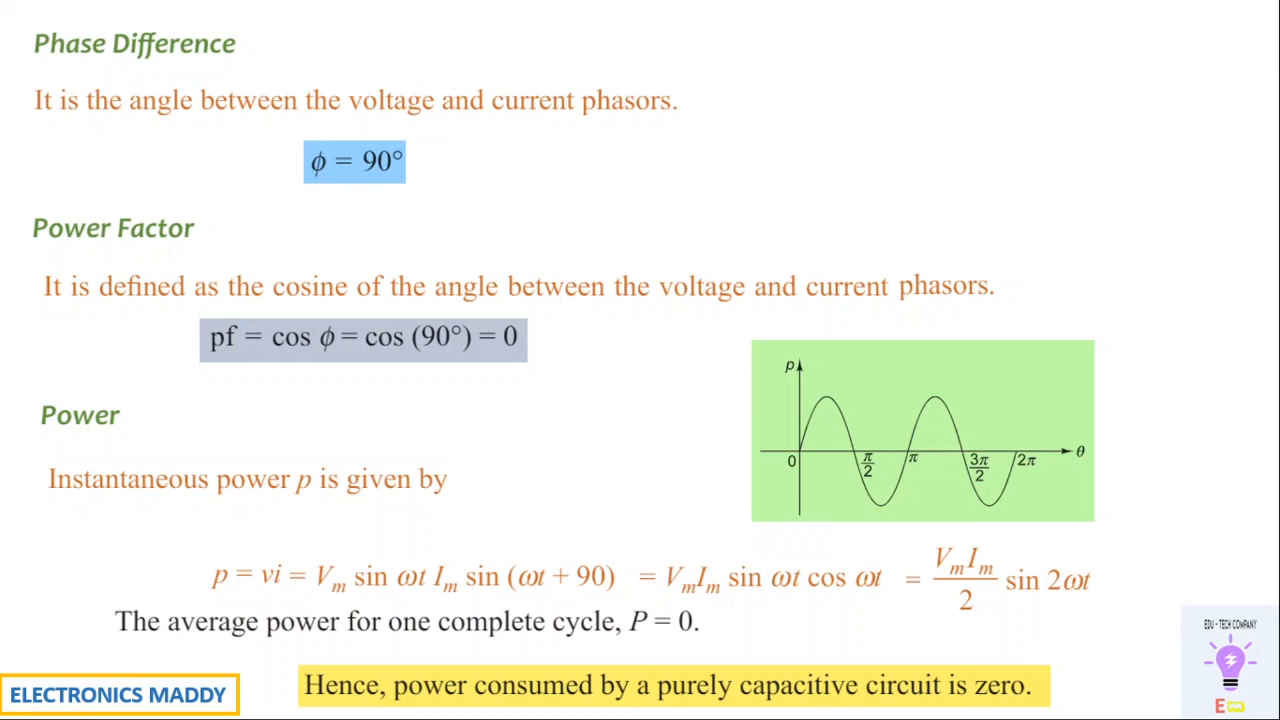 Phase Difference
It is the angle between the voltage and current phasors.
ϕ = 90°
Power Factor
It is defined as the cosine of the angle between the voltage and current phasors.
pf = cos ϕ = cos (90°) = 0
p
0 π/2 π 3π/2 2π θ
Power
Instantaneous power p is given by
p = vi = Vₘ sin ωt Iₘ sin (ωt + 90) = VₘIₘ sin ωt cos ωt = VₘIₘ/2 sin 2ωt
The average power for one complete cycle, P = 0.
Hence, power consumed by a purely capacitive circuit is zero.
ELECTRONICS MADDY
EDU - TECH COMPANY